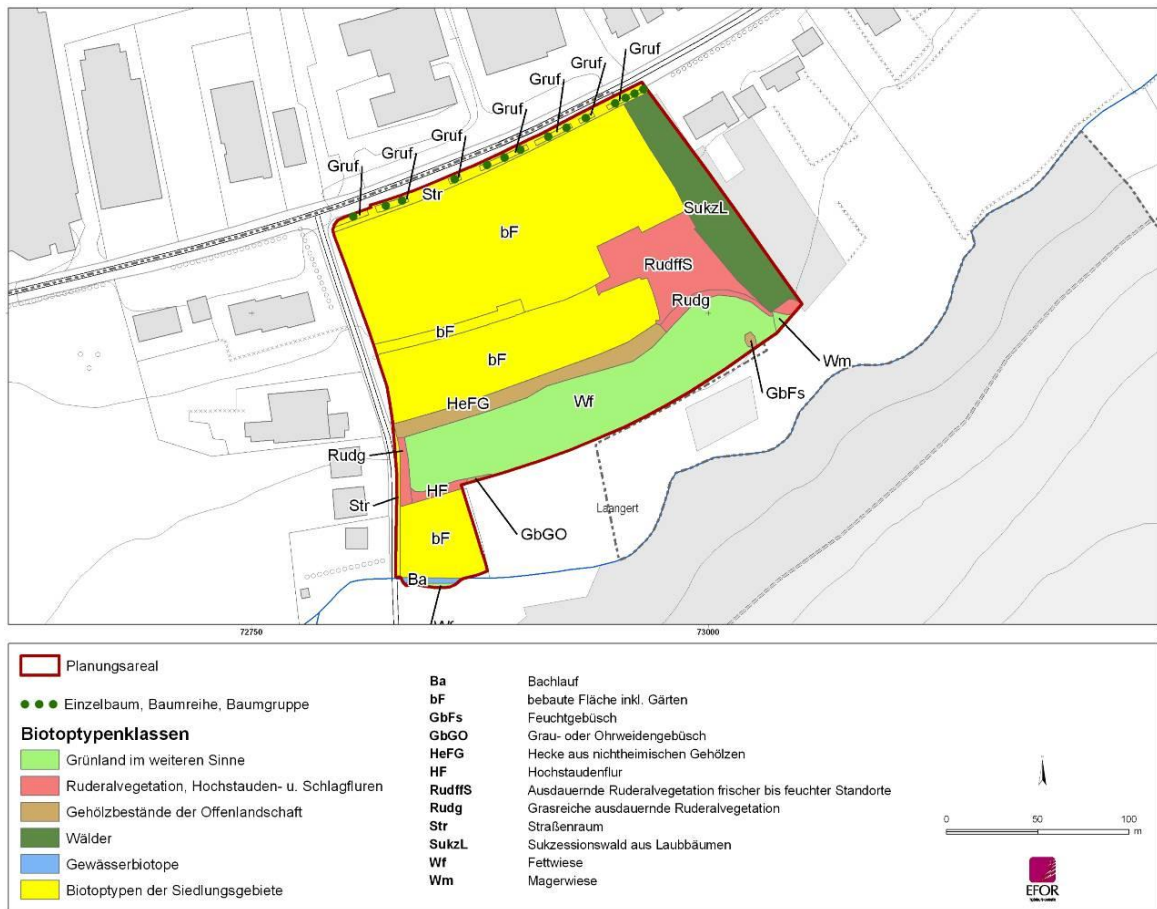 Gruf
Gruf
Gruf
Gruf
Gruf
Gruf
Gruf
Str
bF
SukzL
RudffS
Rudg
bF
bF
Wm
GbFs
HeFG
Wf
Rudg
HF
Str
Laangert
GbGO
bF
Ba
72750
73000
Planungsareal
Einzelbaum, Baumreihe, Baumgruppe
Biotoptypenklassen
Grünland im weiteren Sinne
Ruderalvegetation, Hochstauden- u. Schlagfluren
Gehölzbestände der Offenlandschaft
Wälder
Gewässerbiotope
Biotoptypen der Siedlungsgebiete
Ba Bachlauf
bF bebaute Fläche inkl. Gärten
GbFs Feuchtgebüsch
GbGO Grau- oder Ohrweidengebüsch
HeFG Hecke aus nichtheimischen Gehölzen
HF Hochstaudenflur
RudffS Ausdauernde Ruderalvegetation frischer bis feuchter Standorte
Rudg Grasreiche ausdauernde Ruderalvegetation
Str Straßenraum
SukzL Sukzessionswald aus Laubbäumen
Wf Fettwiese
Wm Magerwiese
0 50 100
m
EFOR